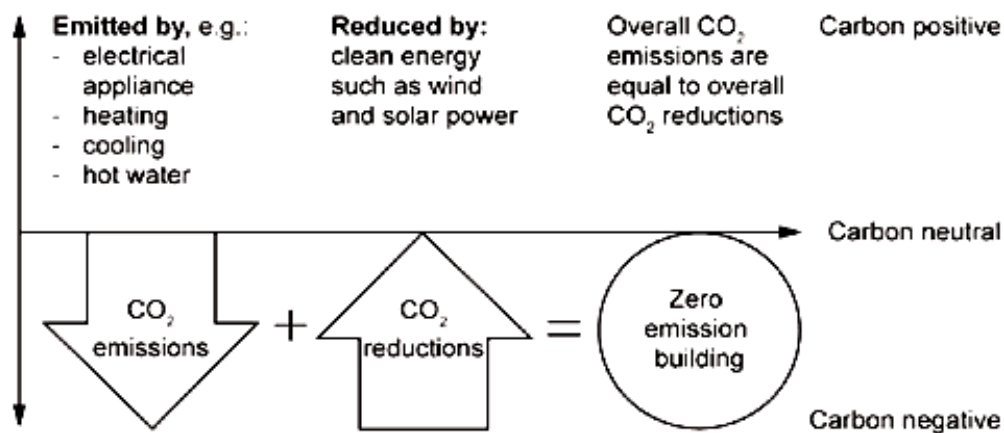 Emitted by, e.g.:
- electrical
appliance
- heating
- cooling
- hot water
Reduced by:
clean energy
such as wind
and solar power
Overall CO₂
emissions are
equal to overall
CO₂ reductions
Carbon positive
Carbon neutral
CO₂
emissions
+
CO₂
reductions
=
Zero
emission
building
Carbon negative